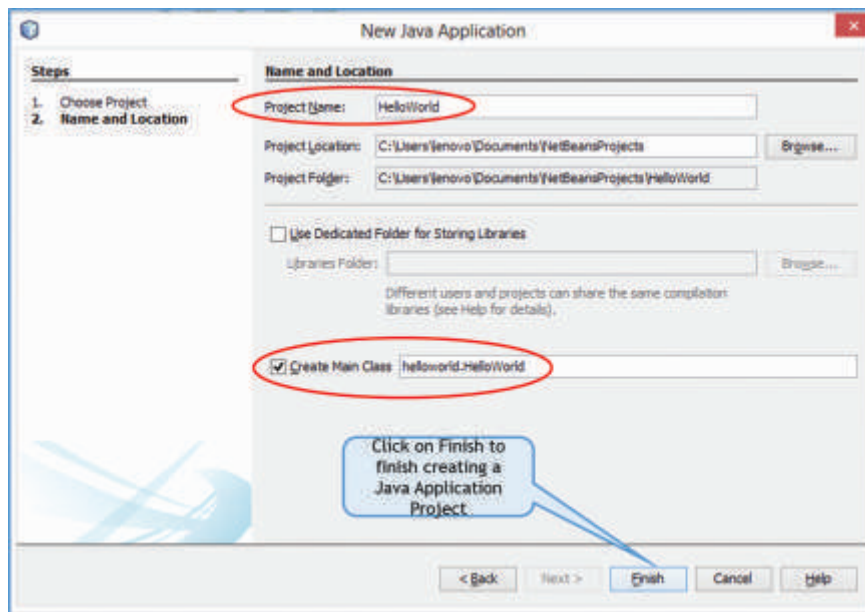 New Java Application
Steps
1. Choose Project
2. Name and Location
Name and Location
Project Name: HelloWorld
Project Location: C:\Users\lenovo\Documents\NetBeansProjects Browse...
Project Folder: C:\Users\lenovo\Documents\NetBeansProjects\HelloWorld
Use Dedicated Folder for Storing Libraries
Libraries Folder: Browse...
Different users and projects can share the same compilation
libraries (see Help for details).
Create Main Class helloworld.HelloWorld
Click on Finish to
finish creating a
Java Application
Project
< Back Next > Finish Cancel Help